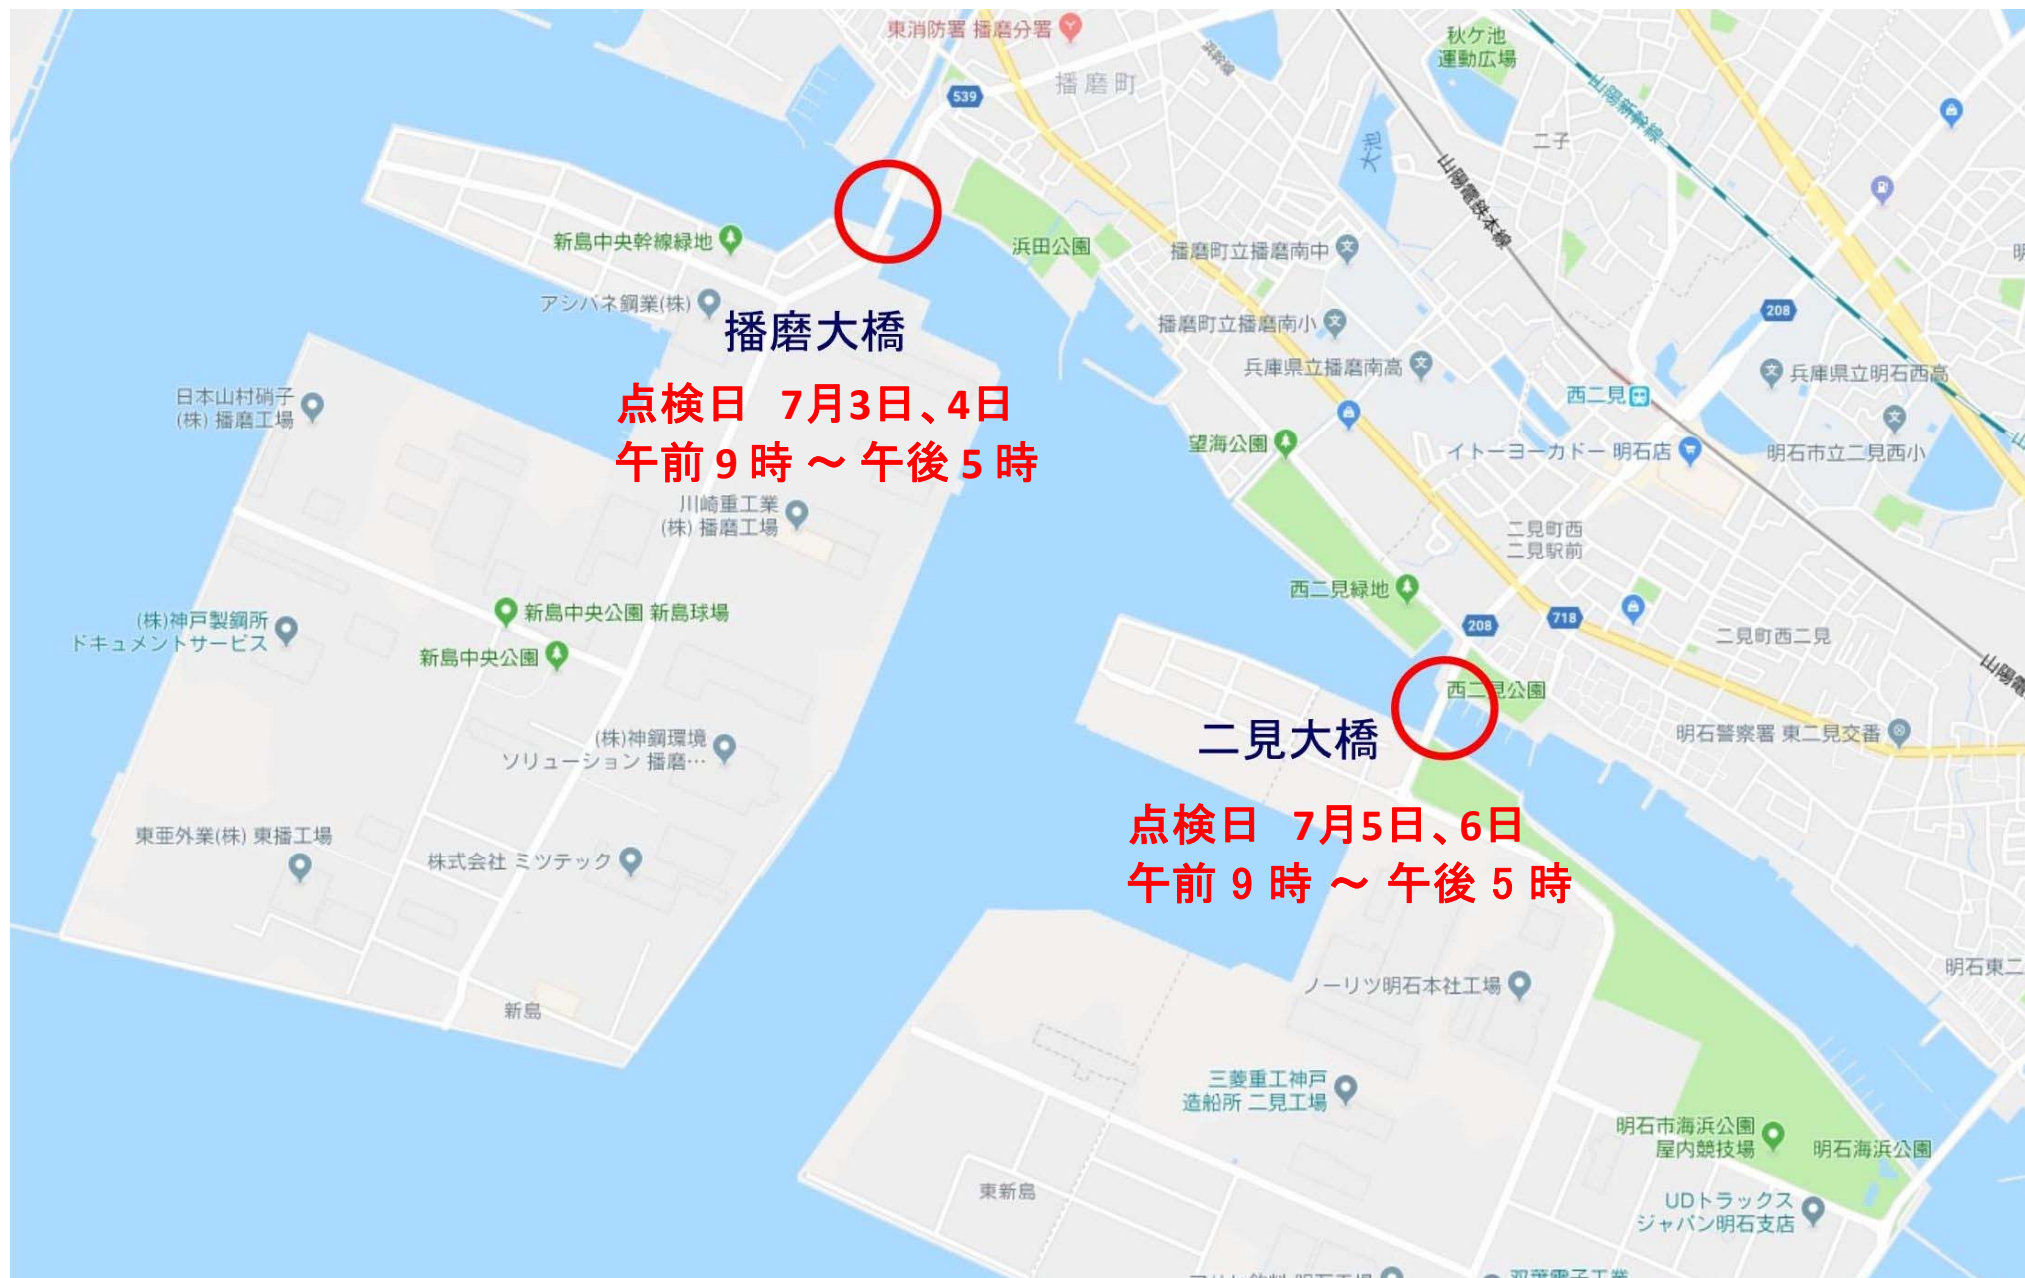 東消防署 播磨分署
秋ケ池
運動広場
539
播磨町
浜幹線
山陽新幹線
大池
二子
山陽電鉄本線
新島中央幹線緑地
浜田公園
播磨町立播磨南中
アシバネ鋼業(株)
208
播磨大橋
播磨町立播磨南小
兵庫県立播磨南高
兵庫県立明石西高
日本山村硝子
(株) 播磨工場
点検日 7月3日、4日
午前 9 時 ～ 午後 5 時
西二見
望海公園
イトーヨーカドー 明石店
明石市立二見西小
川崎重工業
(株) 播磨工場
二見町西
二見駅前
西二見緑地
(株)神戸製鋼所
ドキュメントサービス
新島中央公園 新島球場
新島中央公園
208
718
二見町西二見
山陽電
西二見公園
二見大橋
明石警察署 東二見交番
(株)神鋼環境
ソリューション 播磨…
点検日 7月5日、6日
午前 9 時 ～ 午後 5 時
東亜外業(株) 東播工場
株式会社 ミツテック
明石東二
ノーリツ明石本社工場
新島
三菱重工神戸
造船所 二見工場
明石市海浜公園
屋内競技場
明石海浜公園
東新島
UDトラックス
ジャパン明石支店